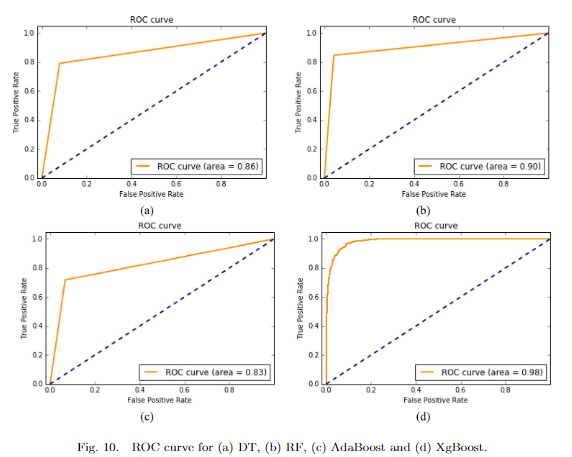 ROC curve
1.0
0.8
0.6
0.4
0.2
0.0
True Positive Rate
ROC curve (area = 0.86)
0.0 0.2 0.4 0.6 0.8
False Positive Rate
(a)
ROC curve
1.0
0.8
0.6
0.4
0.2
0.0
True Positive Rate
ROC curve (area = 0.90)
0.0 0.2 0.4 0.6 0.8
False Positive Rate
(b)
ROC curve
1.0
0.8
0.6
0.4
0.2
0.0
True Positive Rate
ROC curve (area = 0.83)
0.0 0.2 0.4 0.6 0.8
False Positive Rate
(c)
ROC curve
1.0
0.8
0.6
0.4
0.2
0.0
True Positive Rate
ROC curve (area = 0.98)
0.0 0.2 0.4 0.6 0.8
False Positive Rate
(d)
Fig. 10. ROC curve for (a) DT, (b) RF, (c) AdaBoost and (d) XgBoost.